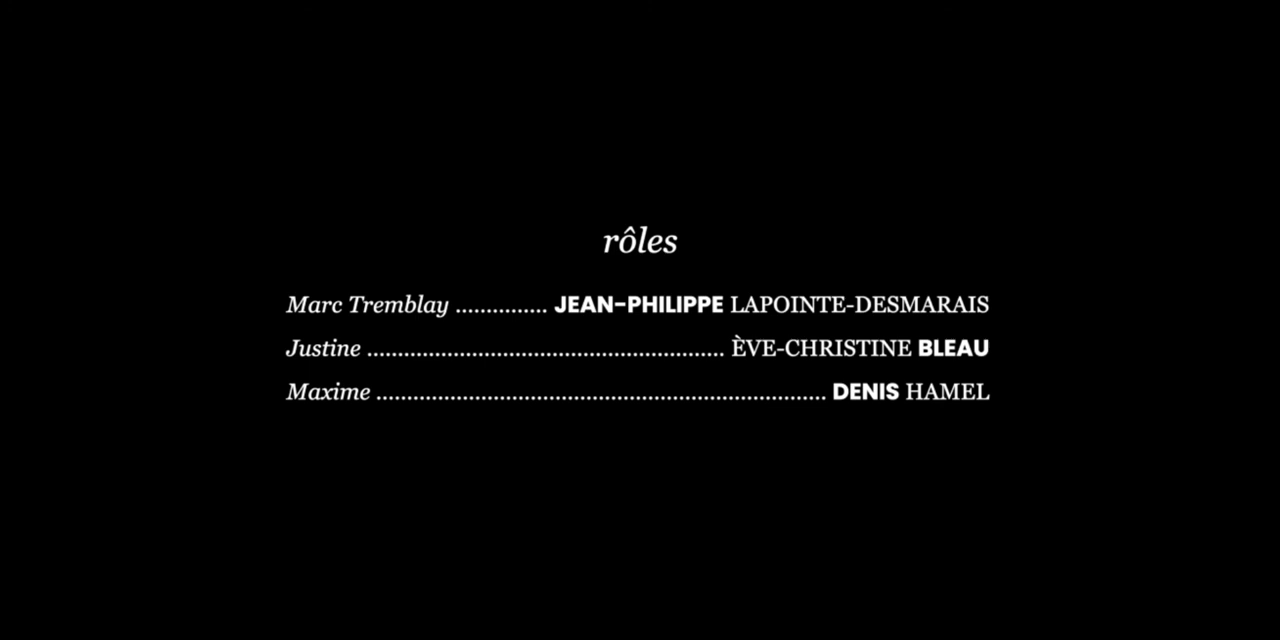 rôles
Marc Tremblay ............... JEAN-PHILIPPE LAPOINTE-DESMARAIS
Justine .......................................................... ÈVE-CHRISTINE BLEAU
Maxime ......................................................................... DENIS HAMEL